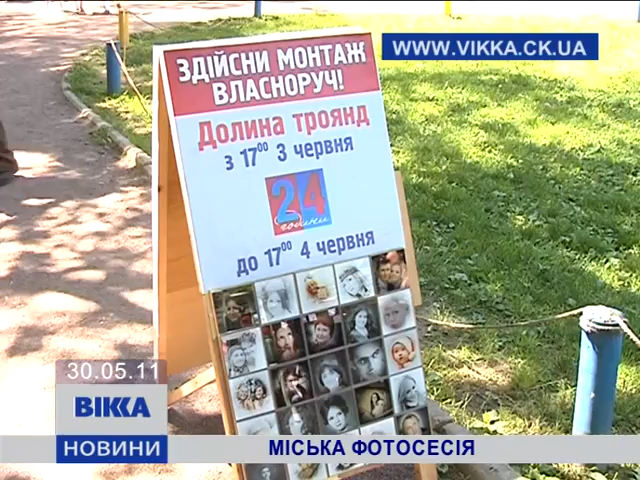 WWW.VIKKA.CK.UA
ЗДІЙСНИ МОНТАЖ
ВЛАСНОРУЧ!
Долина троянд
з 17⁰⁰ 3 червня
24
години
до 17⁰⁰ 4 червня
30.05.11
ВІККА
НОВИНИ
МІСЬКА ФОТОСЕСІЯ